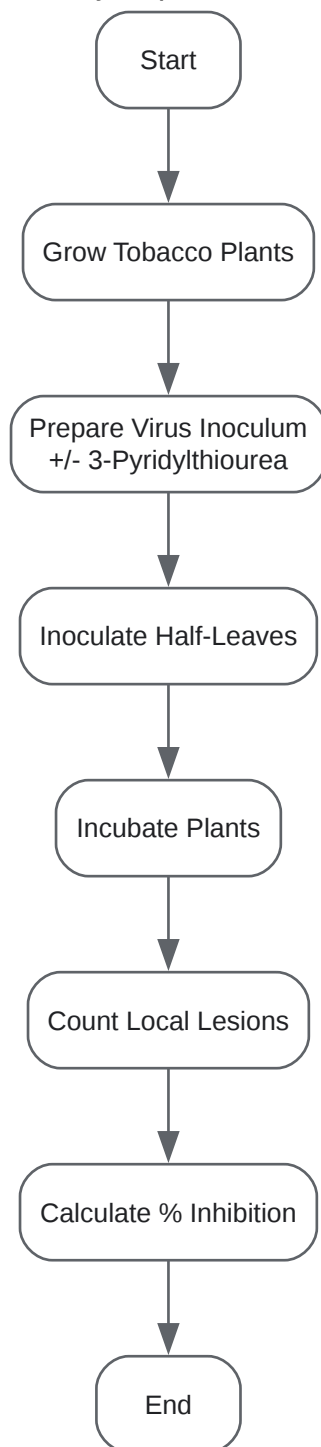 Start
Grow Tobacco Plants
Prepare Virus Inoculum
+/- 3-Pyridylthiourea
Inoculate Half-Leaves
Incubate Plants
Count Local Lesions
Calculate % Inhibition
End